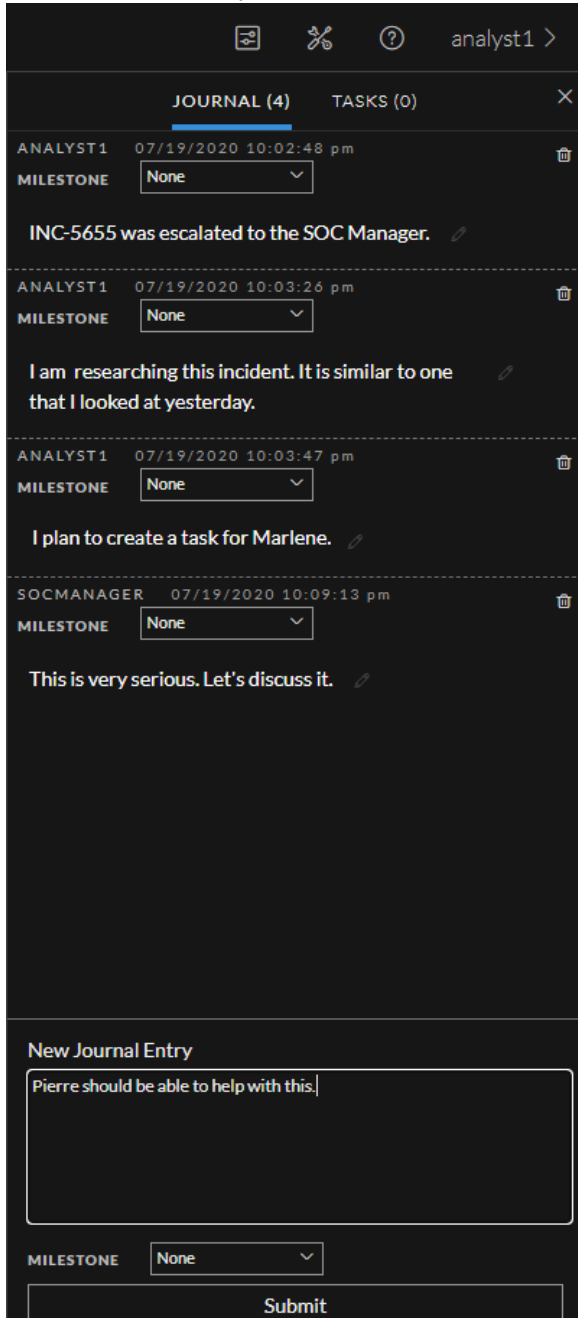 analyst1
JOURNAL (4) TASKS (0)
ANALYST1 07/19/2020 10:02:48 pm
MILESTONE None
INC-5655 was escalated to the SOC Manager.
ANALYST1 07/19/2020 10:03:26 pm
MILESTONE None
I am researching this incident. It is similar to one
that I looked at yesterday.
ANALYST1 07/19/2020 10:03:47 pm
MILESTONE None
I plan to create a task for Marlene.
SOCMANAGER 07/19/2020 10:09:13 pm
MILESTONE None
This is very serious. Let's discuss it.
New Journal Entry
Pierre should be able to help with this.
MILESTONE None
Submit